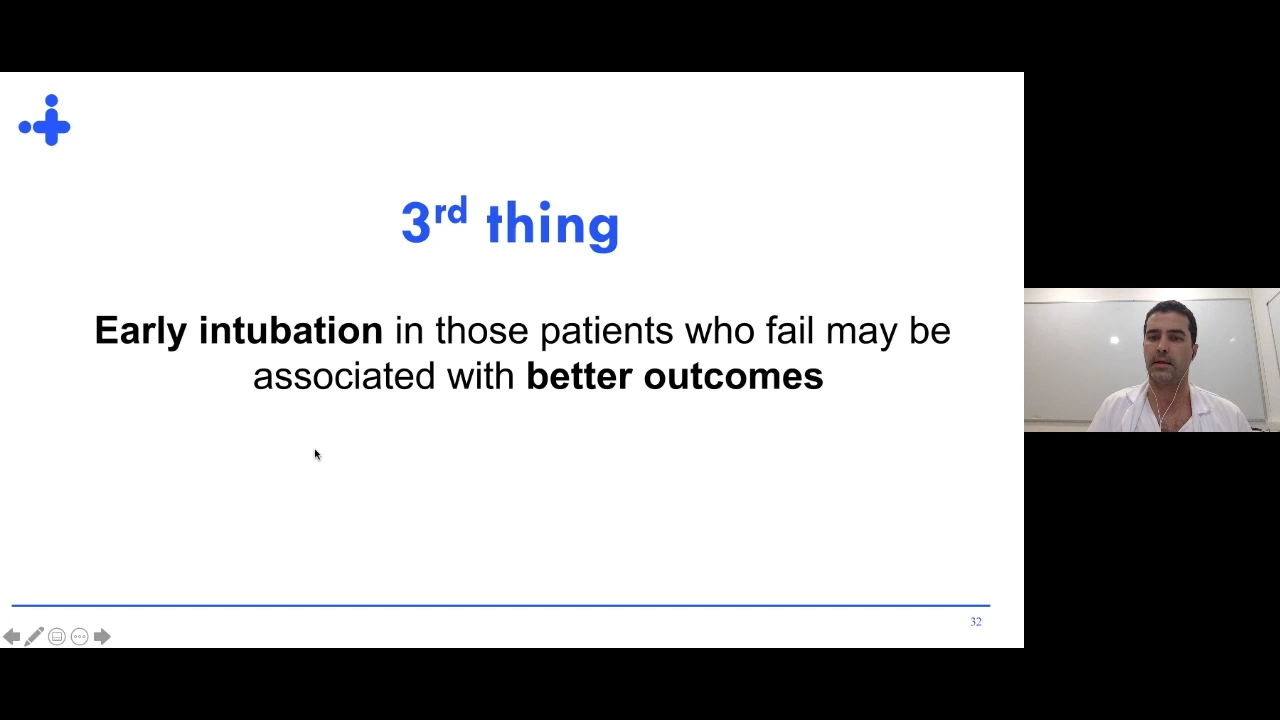 3rd thing
Early intubation in those patients who fail may be
associated with better outcomes
32